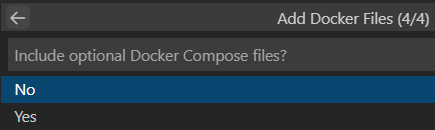 Add Docker Files (4/4)
Include optional Docker Compose files?
No
Yes